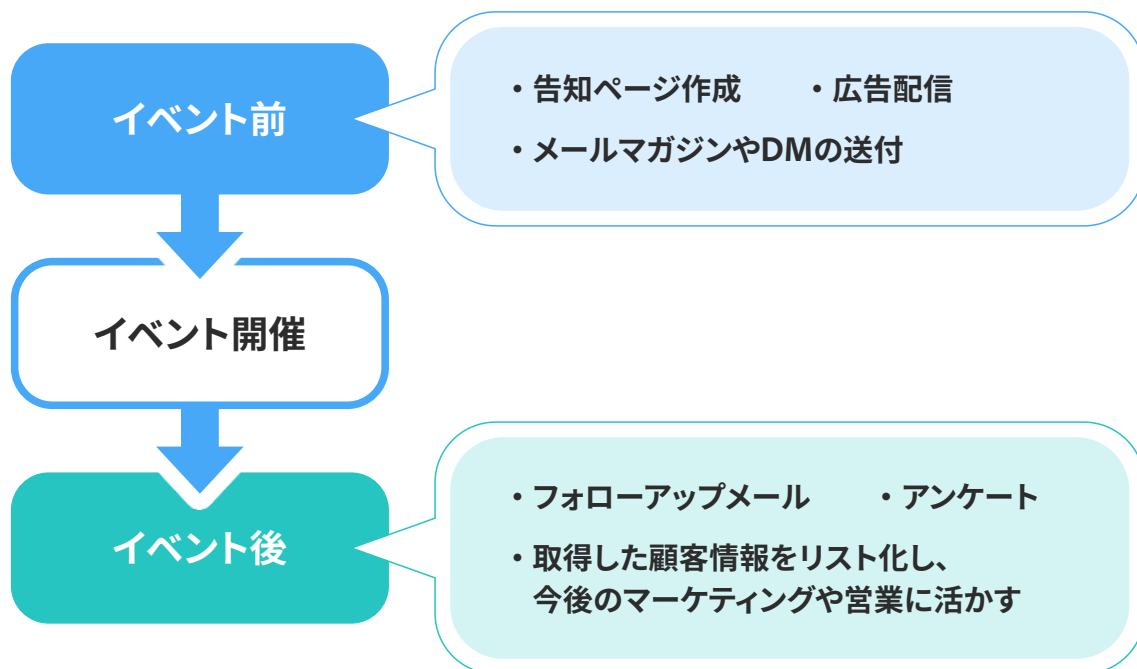 イベント前
・告知ページ作成 ・広告配信
・メールマガジンやDMの送付
イベント開催
イベント後
・フォローアップメール ・アンケート
・取得した顧客情報をリスト化し、
今後のマーケティングや営業に活かす